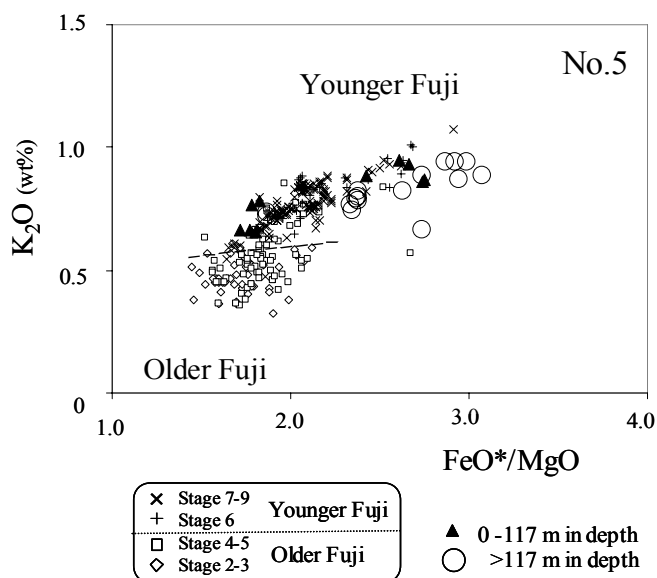 1.5
No.5
Younger Fuji
1.0
K2O (wt%)
0.5
Older Fuji
0
1.0
2.0
3.0
4.0
FeO*/MgO
× Stage 7-9
Younger Fuji
+ Stage 6
□ Stage 4-5
Older Fuji
◇ Stage 2-3
▲ 0 -117 m in depth
○ >117 m in depth